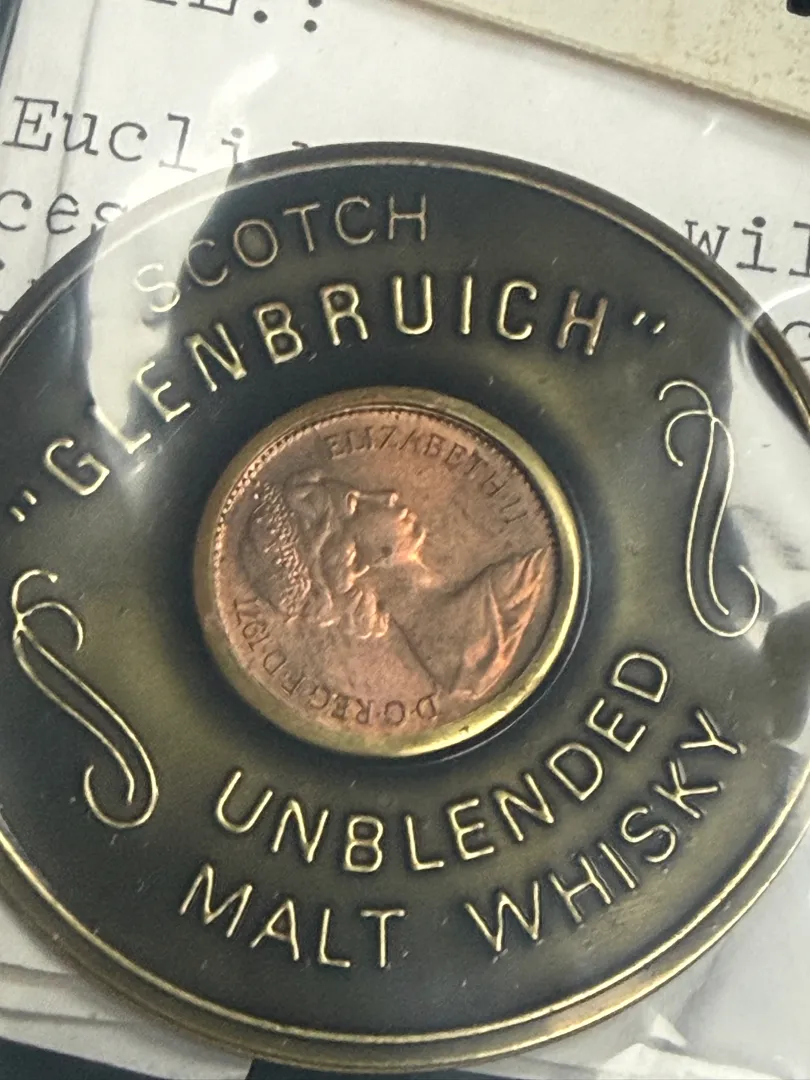 SCOTCH
"GLENBRUICH"
ELIZABETH II
D·G·REG·F·D·1971
UNBLENDED
MALT WHISKY